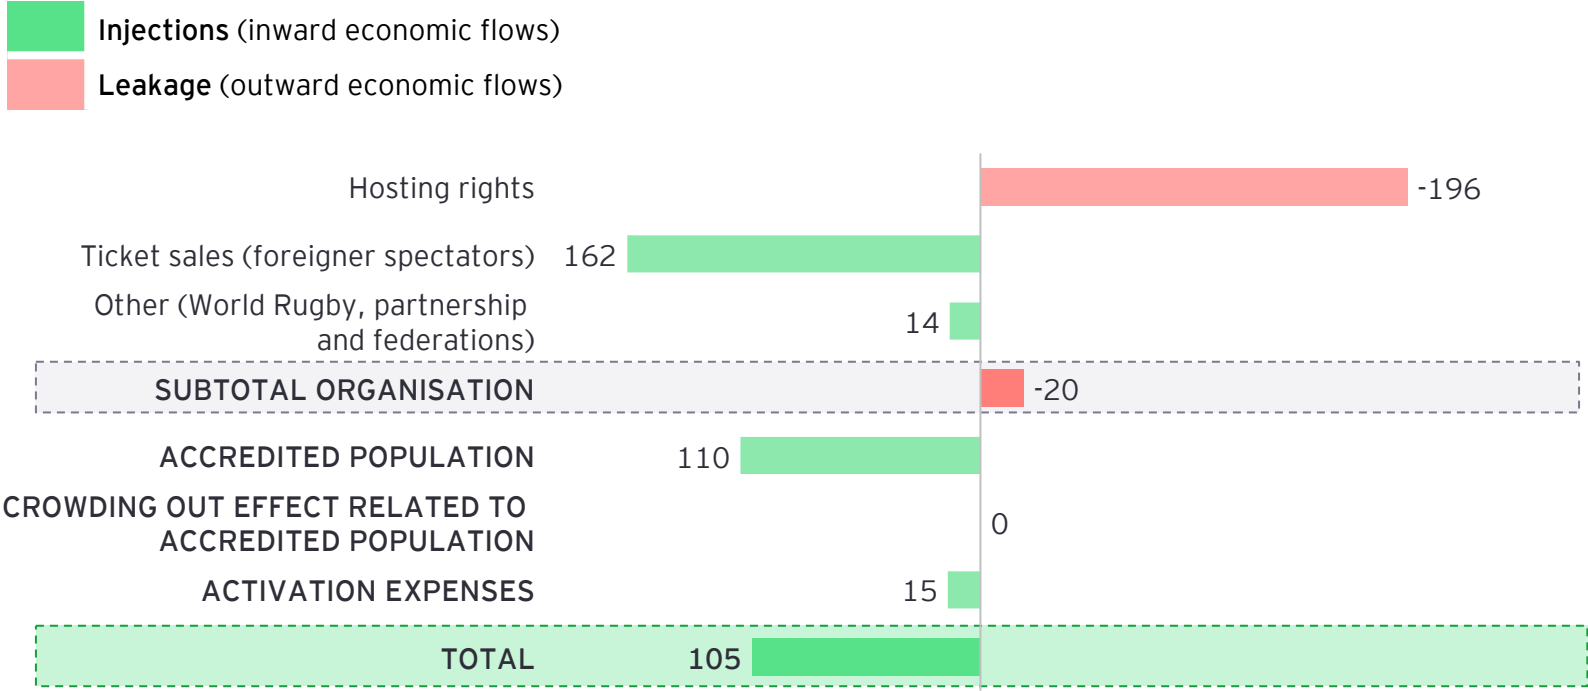 Injections (inward economic flows)
Leakage (outward economic flows)
Hosting rights -196
Ticket sales (foreigner spectators) 162
Other (World Rugby, partnership
and federations) 14
SUBTOTAL ORGANISATION -20
ACCREDITED POPULATION 110
CROWDING OUT EFFECT RELATED TO
ACCREDITED POPULATION 0
ACTIVATION EXPENSES 15
TOTAL 105